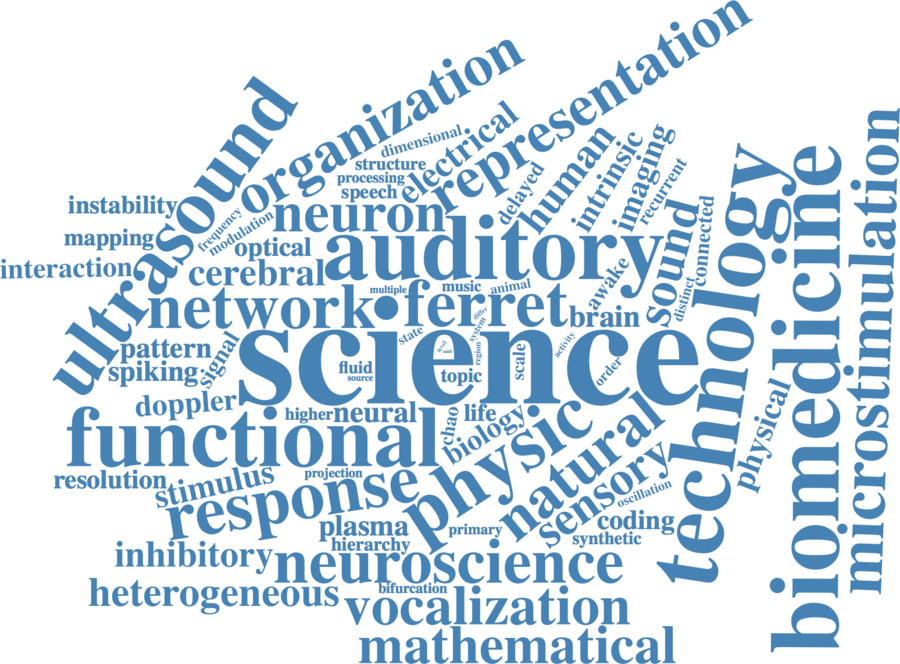 representation
organization
ultrasound
dimensional
electrical
structure
processing
speech
human
intrinsic
imaging
delayed
recurrent
instability
frequency
modulation
neuron
mapping
optical
auditory
sound
connected
technology
biomedicine
microstimulation
interaction
cerebral
multiple
music
animal
awake
distinct
network
ferret
brain
differ
system
state
science
level
unit
region
activity
pattern
signal
scale
spiking
fluid
source
topic
order
doppler
higher
neural
chao
life
biology
physical
functional
physic
natural
resolution
stimulus
projection
sensory
oscillation
response
plasma
primary
coding
hierarchy
synthetic
inhibitory
neuroscience
heterogeneous
bifurcation
vocalization
mathematical